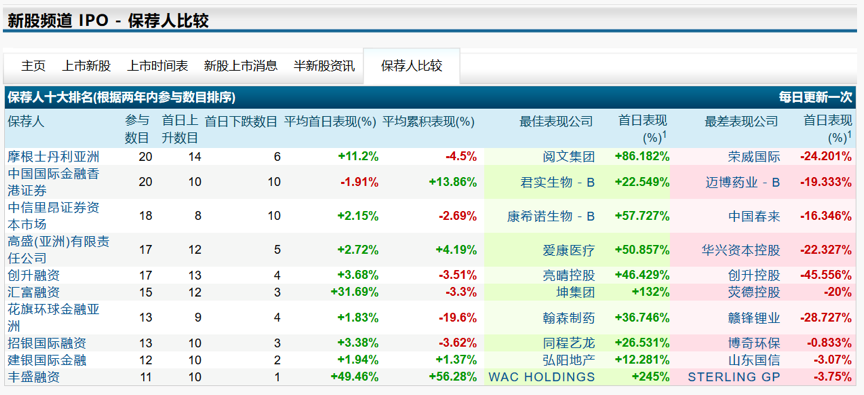 新股频道 IPO - 保荐人比较
主页 上市新股 上市时间表 新股上市消息 半新股资讯 保荐人比较
保荐人十大排名(根据两年内参与数目排序) 每日更新一次
保荐人 参与数目 首日上升数目 首日下跌数目 平均首日表现(%) 平均累积表现(%) 最佳表现公司 首日表现(%)1 最差表现公司 首日表现(%)1
摩根士丹利亚洲 20 14 6 +11.2% -4.5% 阅文集团 +86.182% 荣威国际 -24.201%
中国国际金融香港证券 20 10 10 -1.91% +13.86% 君实生物 - B +22.549% 迈博药业 - B -19.333%
中信里昂证券资本市场 18 8 10 +2.15% -2.69% 康希诺生物 - B +57.727% 中国春来 -16.346%
高盛(亚洲)有限责任公司 17 12 5 +2.72% +4.19% 爱康医疗 +50.857% 华兴资本控股 -22.327%
创升融资 17 13 4 +3.68% -3.51% 亮晴控股 +46.429% 创升控股 -45.556%
汇富融资 15 12 3 +31.69% -3.3% 坤集团 +132% 荧德控股 -20%
花旗环球金融亚洲 13 9 4 +1.83% -19.6% 翰森制药 +36.746% 赣锋锂业 -28.727%
招银国际融资 13 10 3 +3.38% -3.62% 同程艺龙 +26.531% 博奇环保 -0.833%
建银国际金融 12 10 2 +1.94% +1.37% 弘阳地产 +12.281% 山东国信 -3.07%
丰盛融资 11 10 1 +49.46% +56.28% WAC HOLDINGS +245% STERLING GP -3.75%